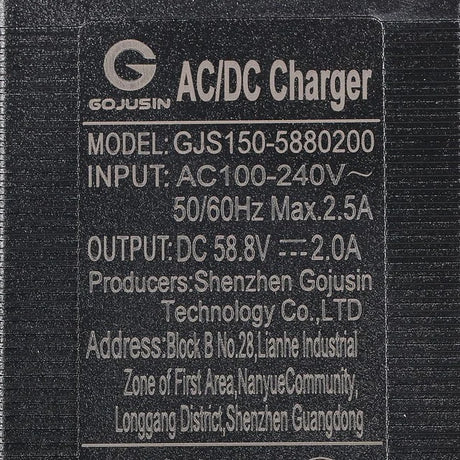 G
GOJUSIN
AC/DC Charger
MODEL: GJS150-5880200
INPUT: AC100-240V~
50/60Hz Max.2.5A
OUTPUT: DC 58.8V ⎓ 2.0A
Producers:Shenzhen Gojusin
Technology Co.,LTD
Address:Block B No.28,Lianhe Industrial
Zone of First Area,NanyueCommunity,
Longgang District,Shenzhen Guangdong